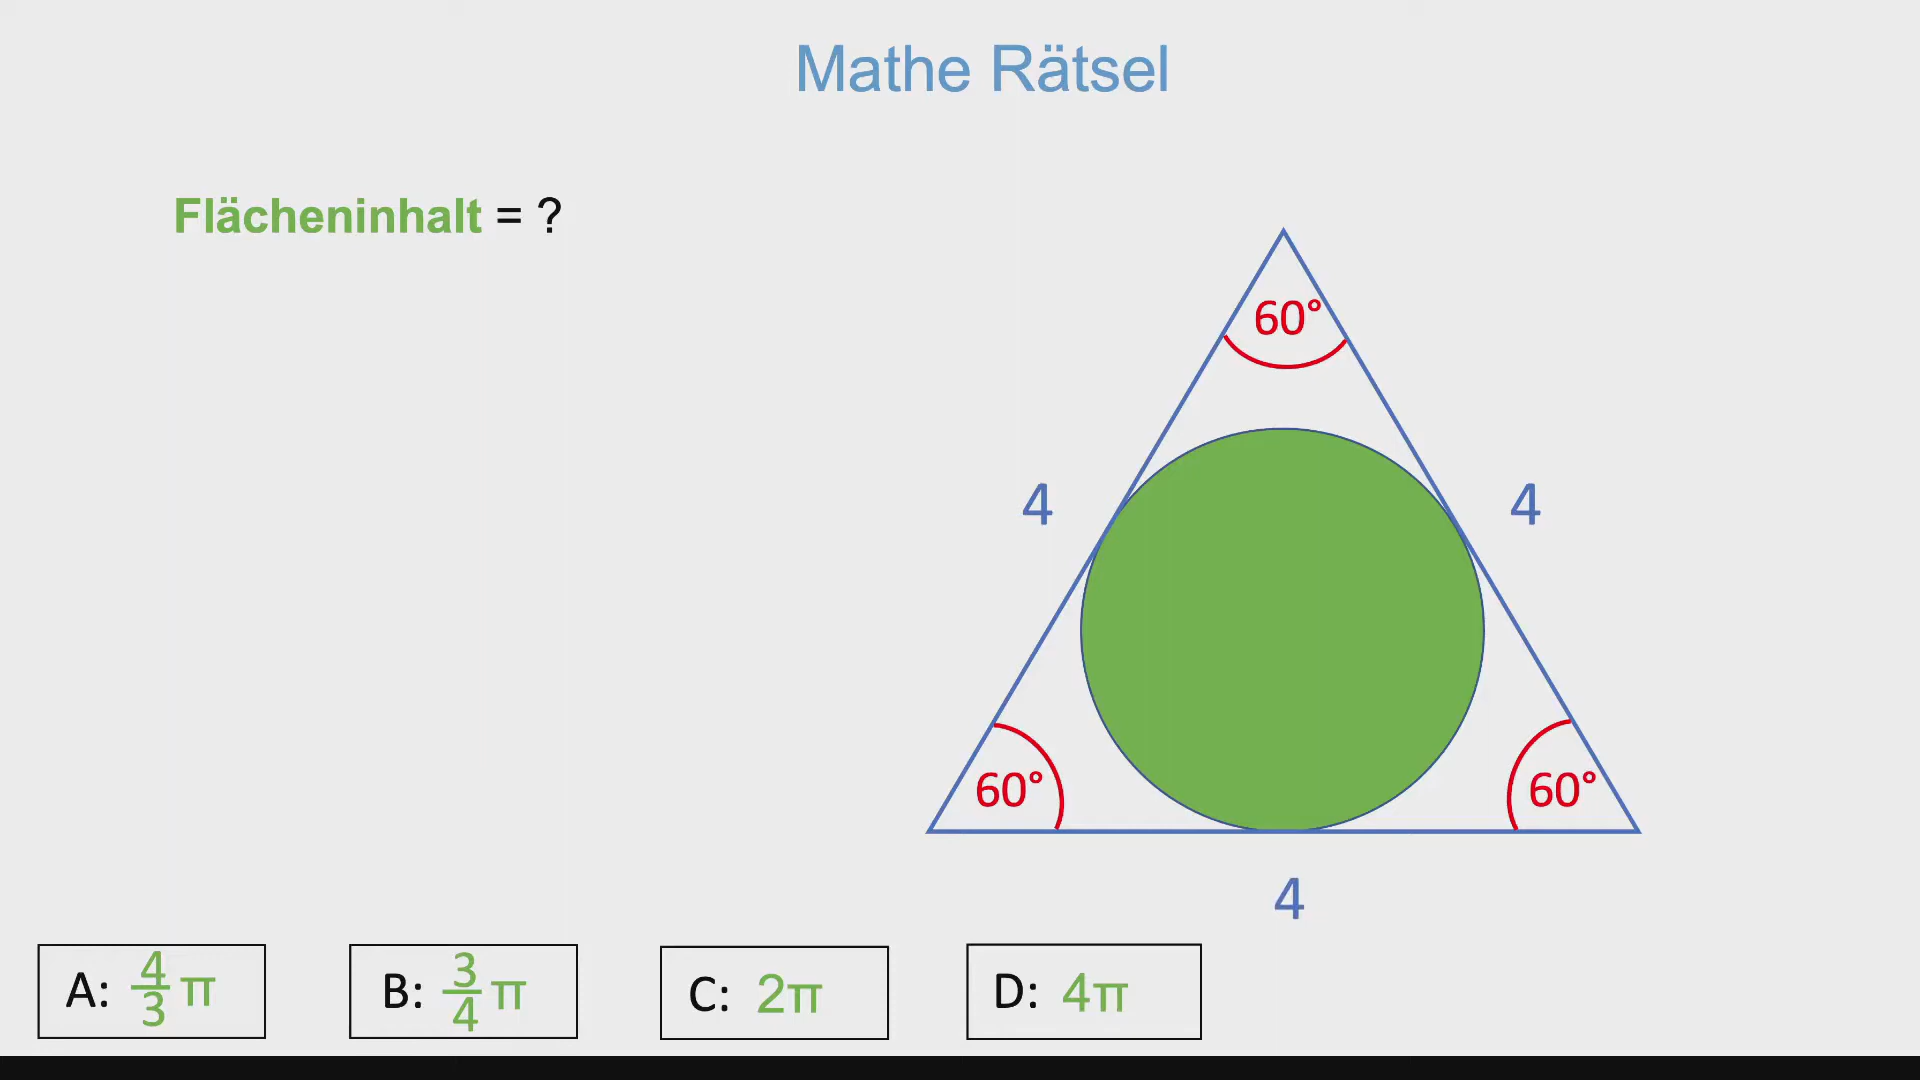 Mathe Rätsel
Flächeninhalt = ?
60°
4
4
60°
60°
4
A: 4/3 π
B: 3/4 π
C: 2π
D: 4π